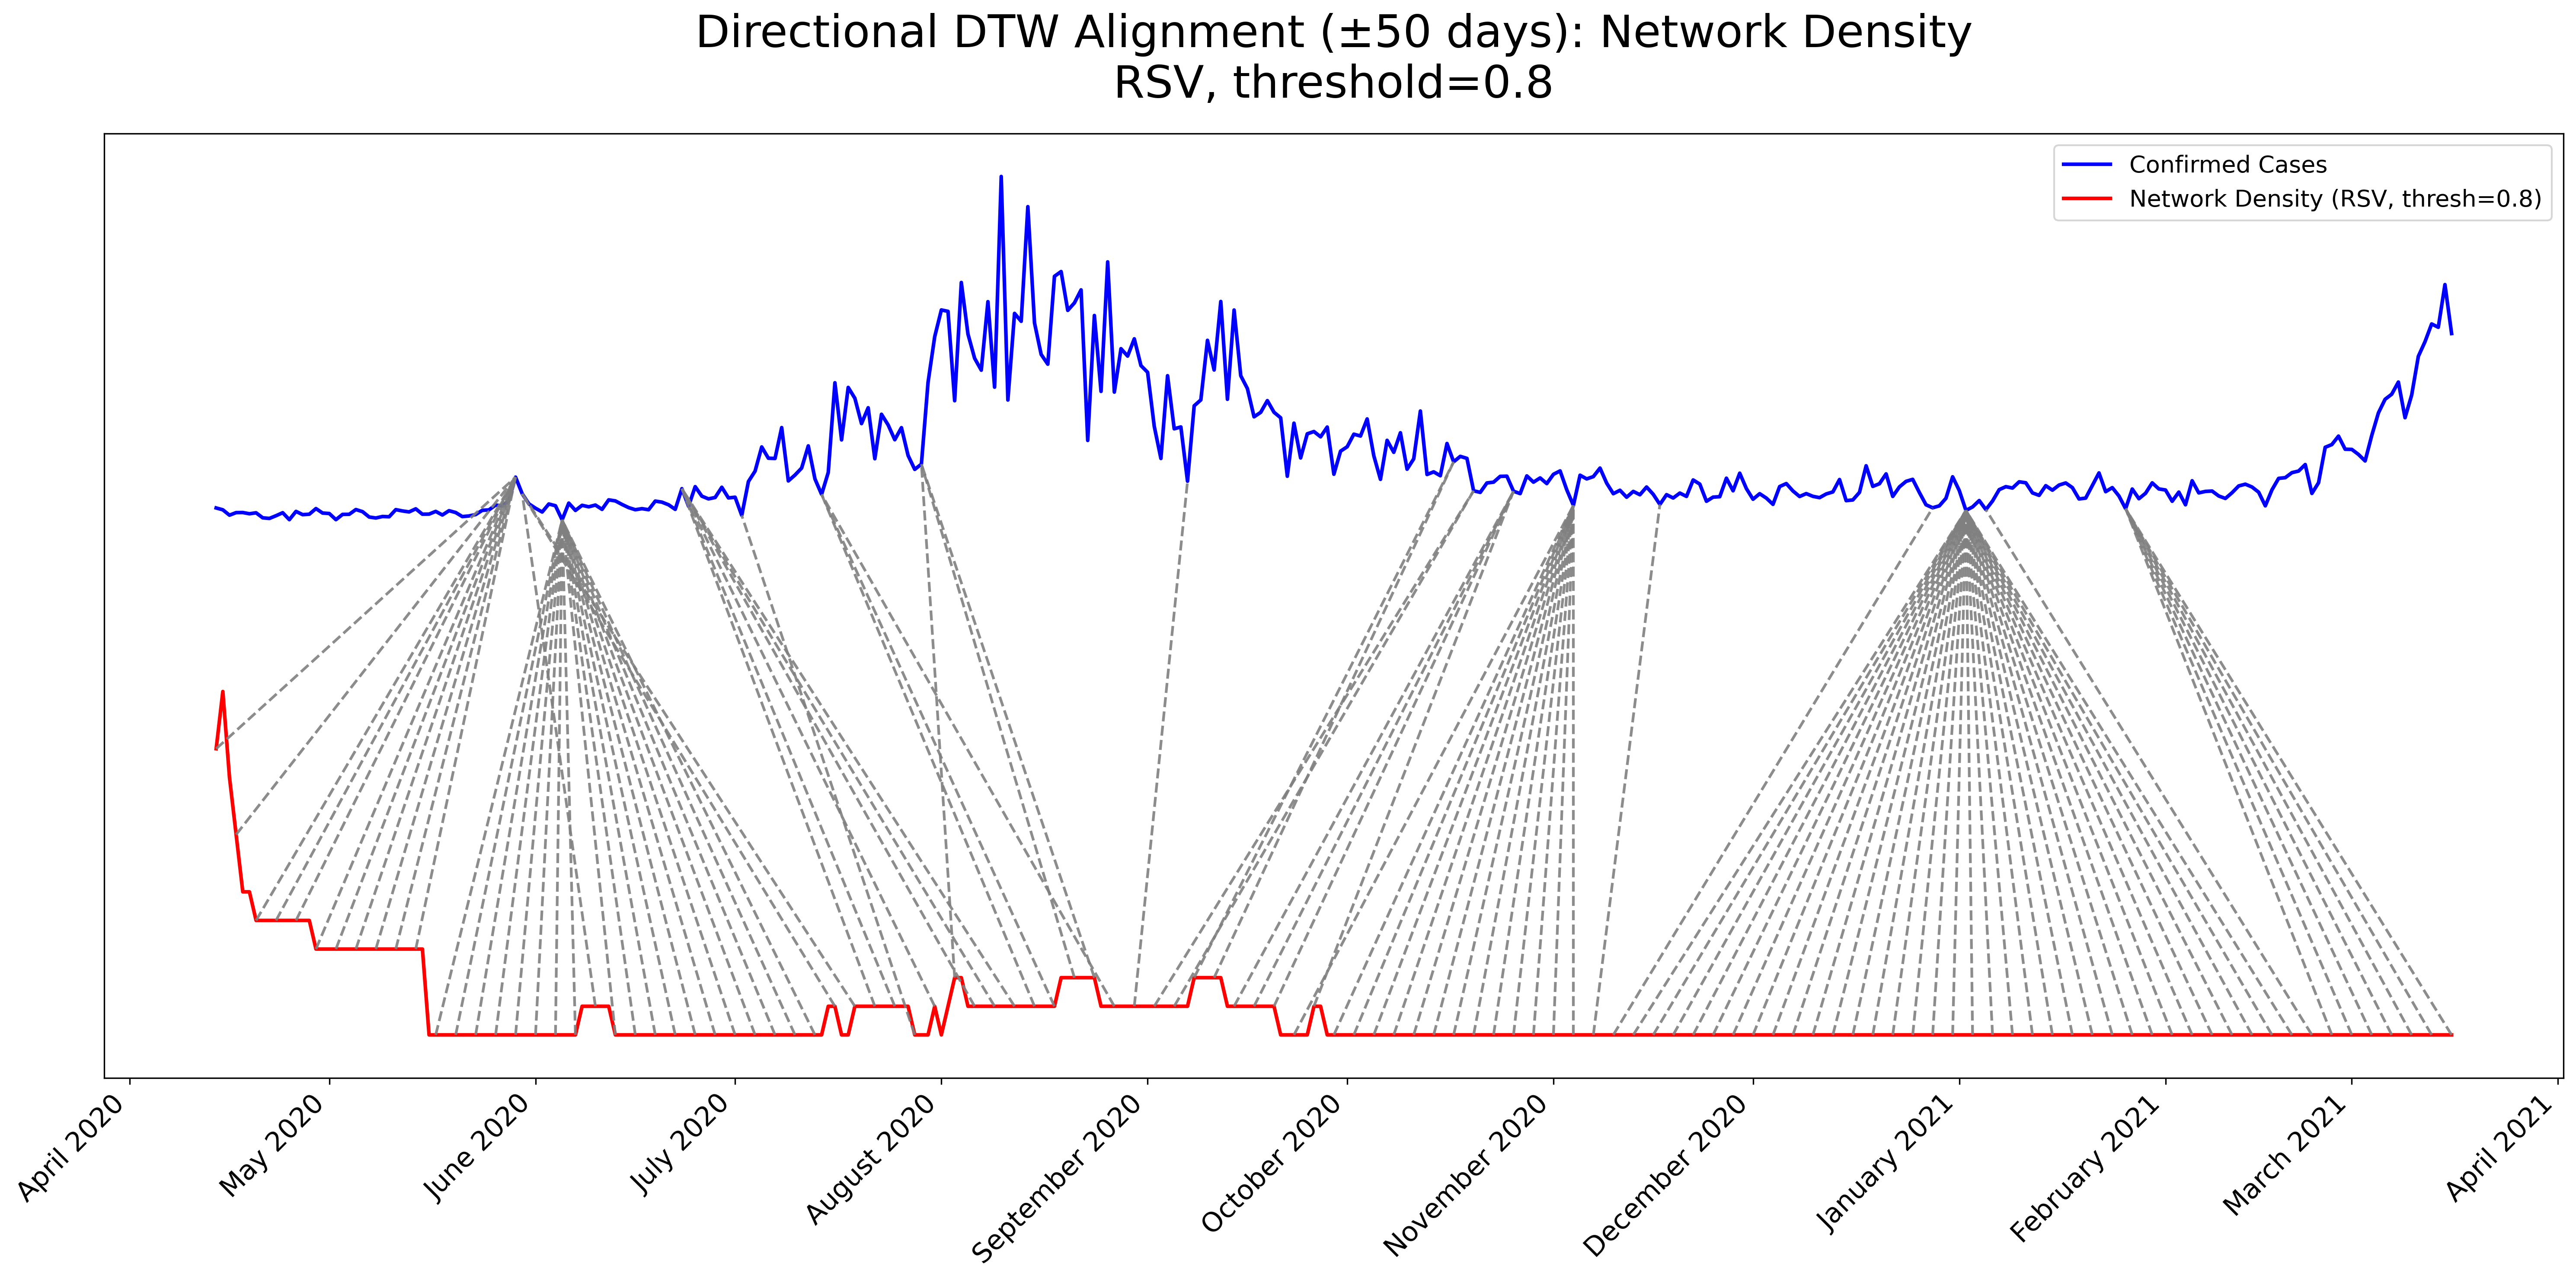 Directional DTW Alignment (±50 days): Network Density
RSV, threshold=0.8
Confirmed Cases
Network Density (RSV, thresh=0.8)
April 2020
May 2020
June 2020
July 2020
August 2020
September 2020
October 2020
November 2020
December 2020
January 2021
February 2021
March 2021
April 2021